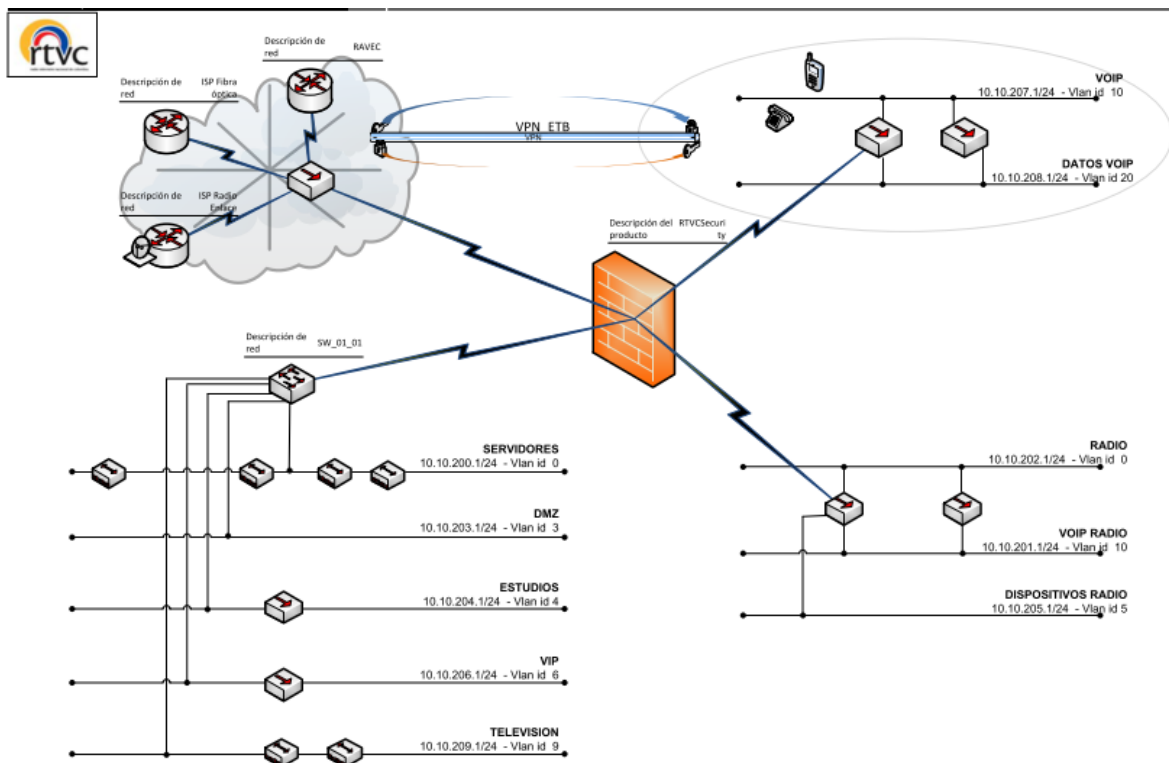 rtvc
Descripción de red
RAVEC
Descripción de red
ISP Fibra óptica
Descripción de red
ISP Radio Enlace
VPN_ETB
VPN
VOIP
10.10.207.1/24 - Vlan id 10
DATOS VOIP
10.10.208.1/24 - Vlan id 20
Descripción del producto
RTVCSecurity
Descripción de red
SW_01_01
SERVIDORES
10.10.200.1/24 - Vlan id 0
DMZ
10.10.203.1/24 - Vlan id 3
ESTUDIOS
10.10.204.1/24 - Vlan id 4
VIP
10.10.206.1/24 - Vlan id 6
TELEVISION
10.10.209.1/24 - Vlan id 9
RADIO
10.10.202.1/24 - Vlan id 0
VOIP RADIO
10.10.201.1/24 - Vlan id 10
DISPOSITIVOS RADIO
10.10.205.1/24 - Vlan id 5